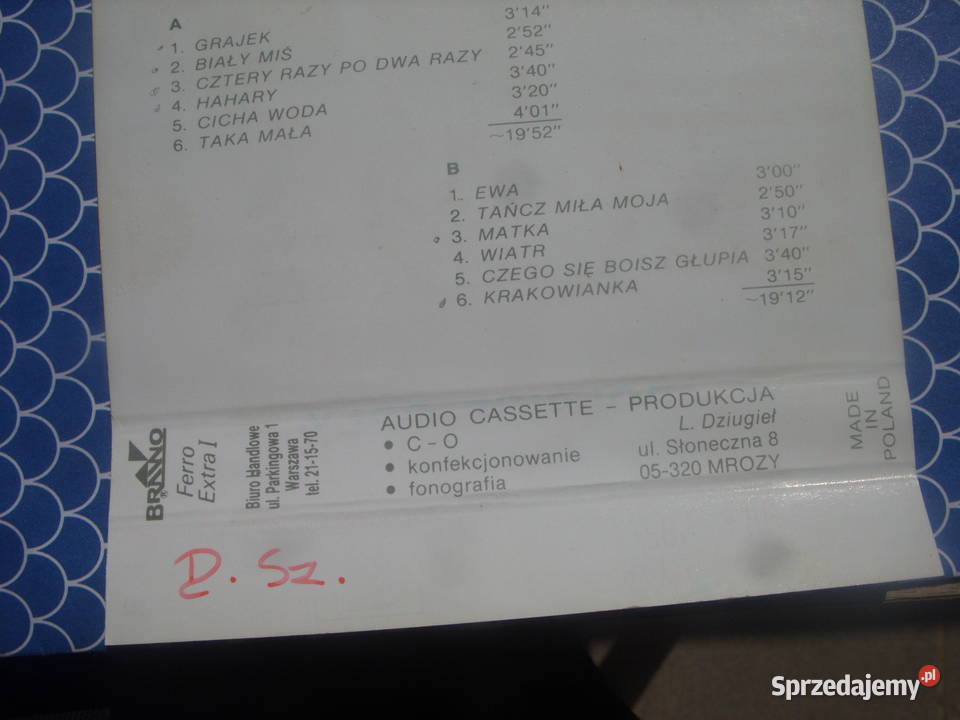 A
1. GRAJEK 3'14"
2. BIAŁY MIŚ 2'52"
3. CZTERY RAZY PO DWA RAZY 2'45"
4. HAHARY 3'40"
5. CICHA WODA 3'20"
6. TAKA MAŁA 4'01"
~19'52"
B
1. EWA 3'00"
2. TAŃCZ MIŁA MOJA 2'50"
3. MATKA 3'10"
4. WIATR 3'17"
5. CZEGO SIĘ BOISZ GŁUPIA 3'40"
6. KRAKOWIANKA 3'15"
~19'12"
BRANO ®
Ferro
Extra I
Biuro Handlowe
ul. Parkingowa 1
Warszawa
tel. 21-15-70
AUDIO CASSETTE – PRODUKCJA
• C – O
• konfekcjonowanie
• fonografia
L. Dziugieł
ul. Słoneczna 8
05-320 MROZY
MADE
IN
POLAND
D. Sz.
Sprzedajemy.pl